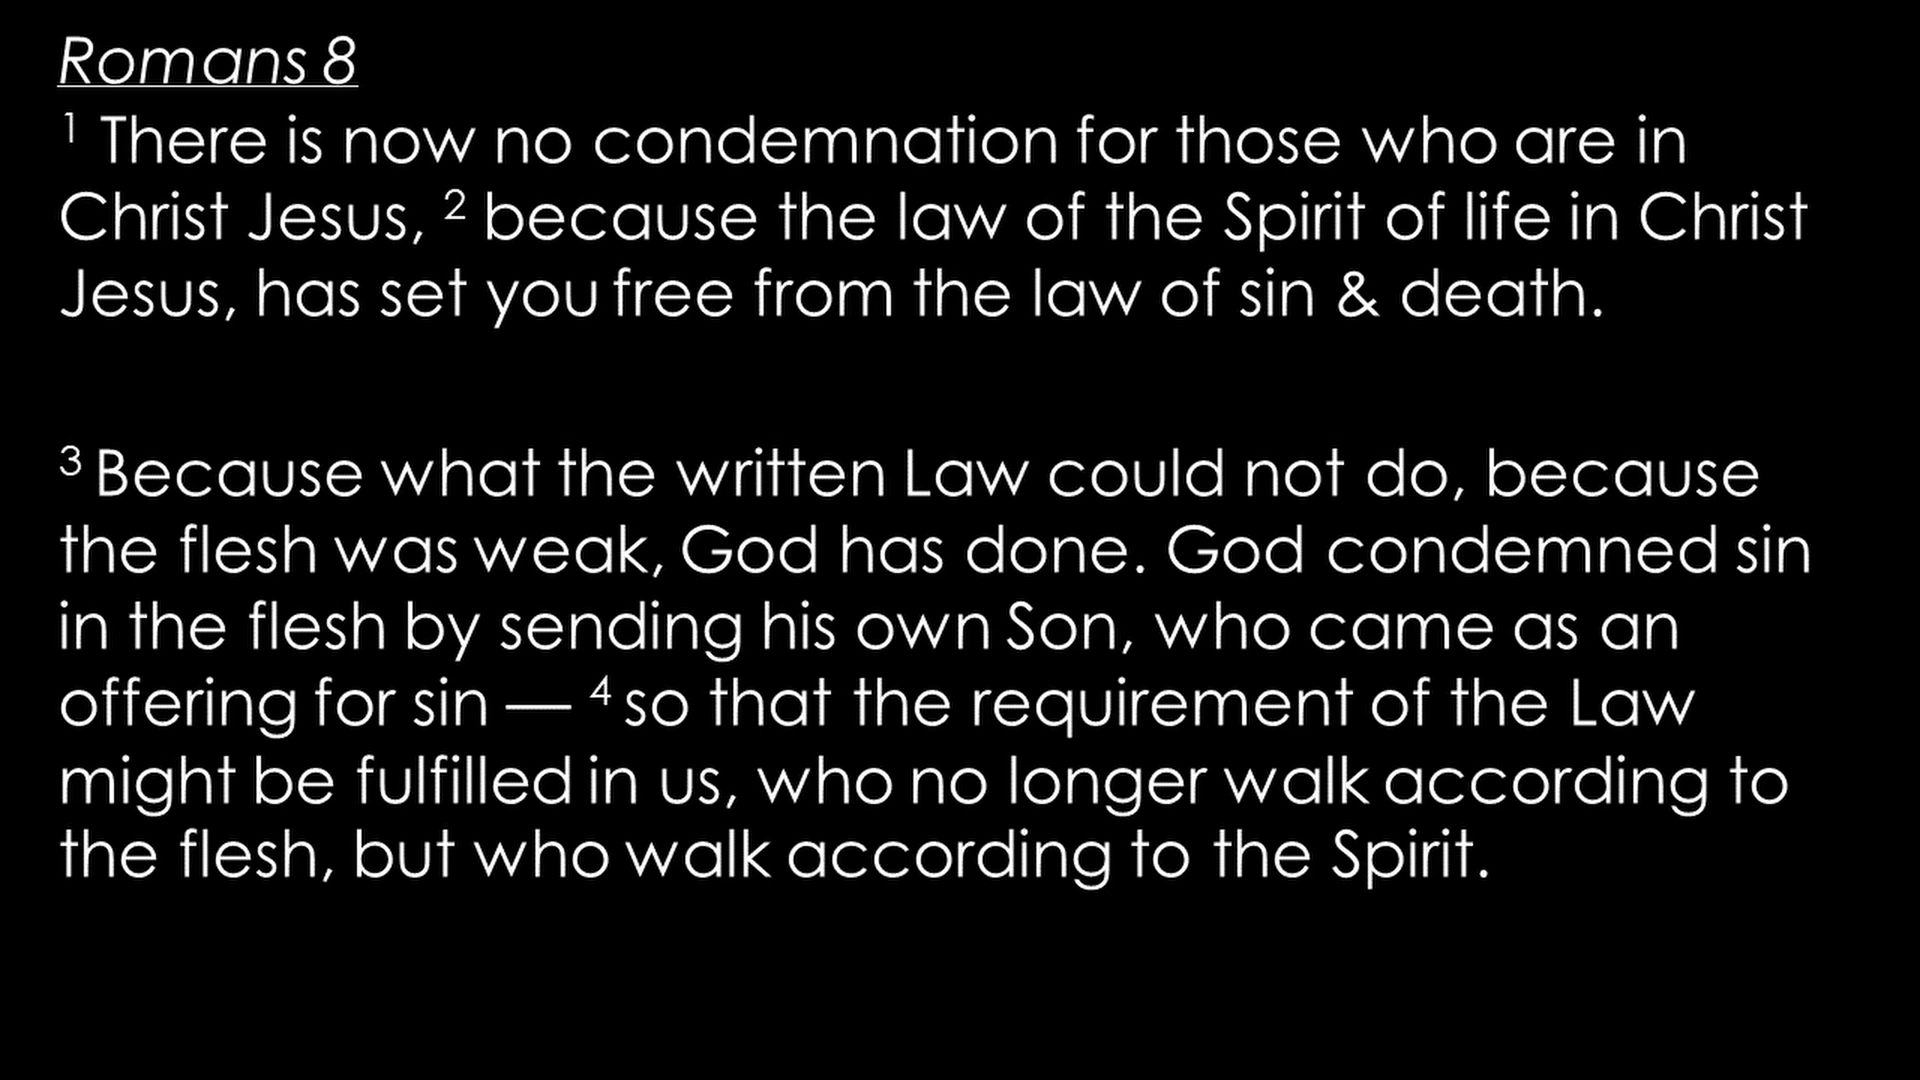 Romans 8
1 There is now no condemnation for those who are in
Christ Jesus, 2 because the law of the Spirit of life in Christ
Jesus, has set you free from the law of sin & death.
3 Because what the written Law could not do, because
the flesh was weak, God has done. God condemned sin
in the flesh by sending his own Son, who came as an
offering for sin — 4 so that the requirement of the Law
might be fulfilled in us, who no longer walk according to
the flesh, but who walk according to the Spirit.